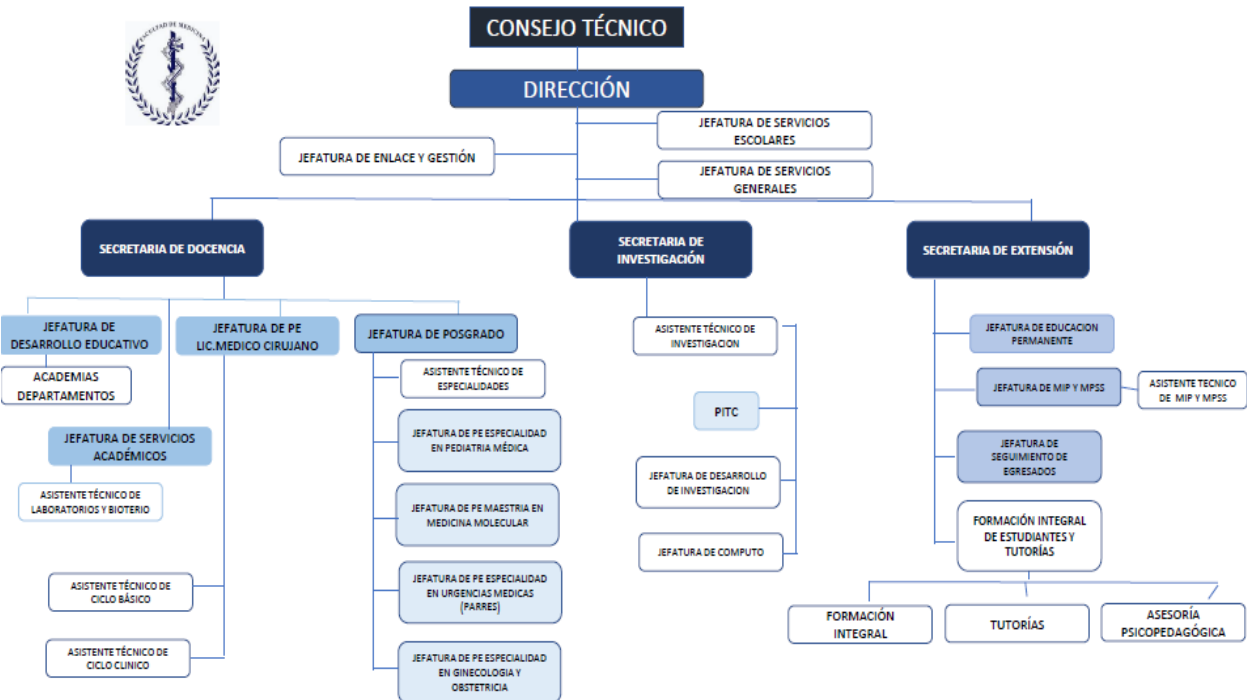 FACULTAD DE MEDICINA
CONSEJO TÉCNICO
DIRECCIÓN
JEFATURA DE SERVICIOS
ESCOLARES
JEFATURA DE ENLACE Y GESTIÓN
JEFATURA DE SERVICIOS
GENERALES
SECRETARIA DE DOCENCIA
SECRETARIA DE
INVESTIGACIÓN
SECRETARIA DE EXTENSIÓN
JEFATURA DE
DESARROLLO EDUCATIVO
ACADEMIAS
DEPARTAMENTOS
JEFATURA DE PE
LIC.MEDICO CIRUJANO
JEFATURA DE POSGRADO
JEFATURA DE SERVICIOS
ACADÉMICOS
ASISTENTE TÉCNICO DE
LABORATORIOS Y BIOTERIO
ASISTENTE TÉCNICO DE
CICLO BÁSICO
ASISTENTE TÉCNICO DE
CICLO CLINICO
ASISTENTE TÉCNICO DE
ESPECIALIDADES
JEFATURA DE PE ESPECIALIDAD
EN PEDIATRIA MÉDICA
JEFATURA DE PE MAESTRIA EN
MEDICINA MOLECULAR
JEFATURA DE PE ESPECIALIDAD
EN URGENCIAS MEDICAS
(PARRES)
JEFATURA DE PE ESPECIALIDAD
EN GINECOLOGIA Y
OBSTETRICIA
ASISTENTE TÉCNICO DE
INVESTIGACION
PITC
JEFATURA DE DESARROLLO
DE INVESTIGACION
JEFATURA DE COMPUTO
JEFATURA DE EDUCACION
PERMANENTE
JEFATURA DE MIP Y MPSS
ASISTENTE TECNICO
DE MIP Y MPSS
JEFATURA DE
SEGUIMIENTO DE
EGRESADOS
FORMACIÓN INTEGRAL
DE ESTUDIANTES Y
TUTORÍAS
FORMACIÓN
INTEGRAL
TUTORÍAS
ASESORÍA
PSICOPEDAGÓGICA